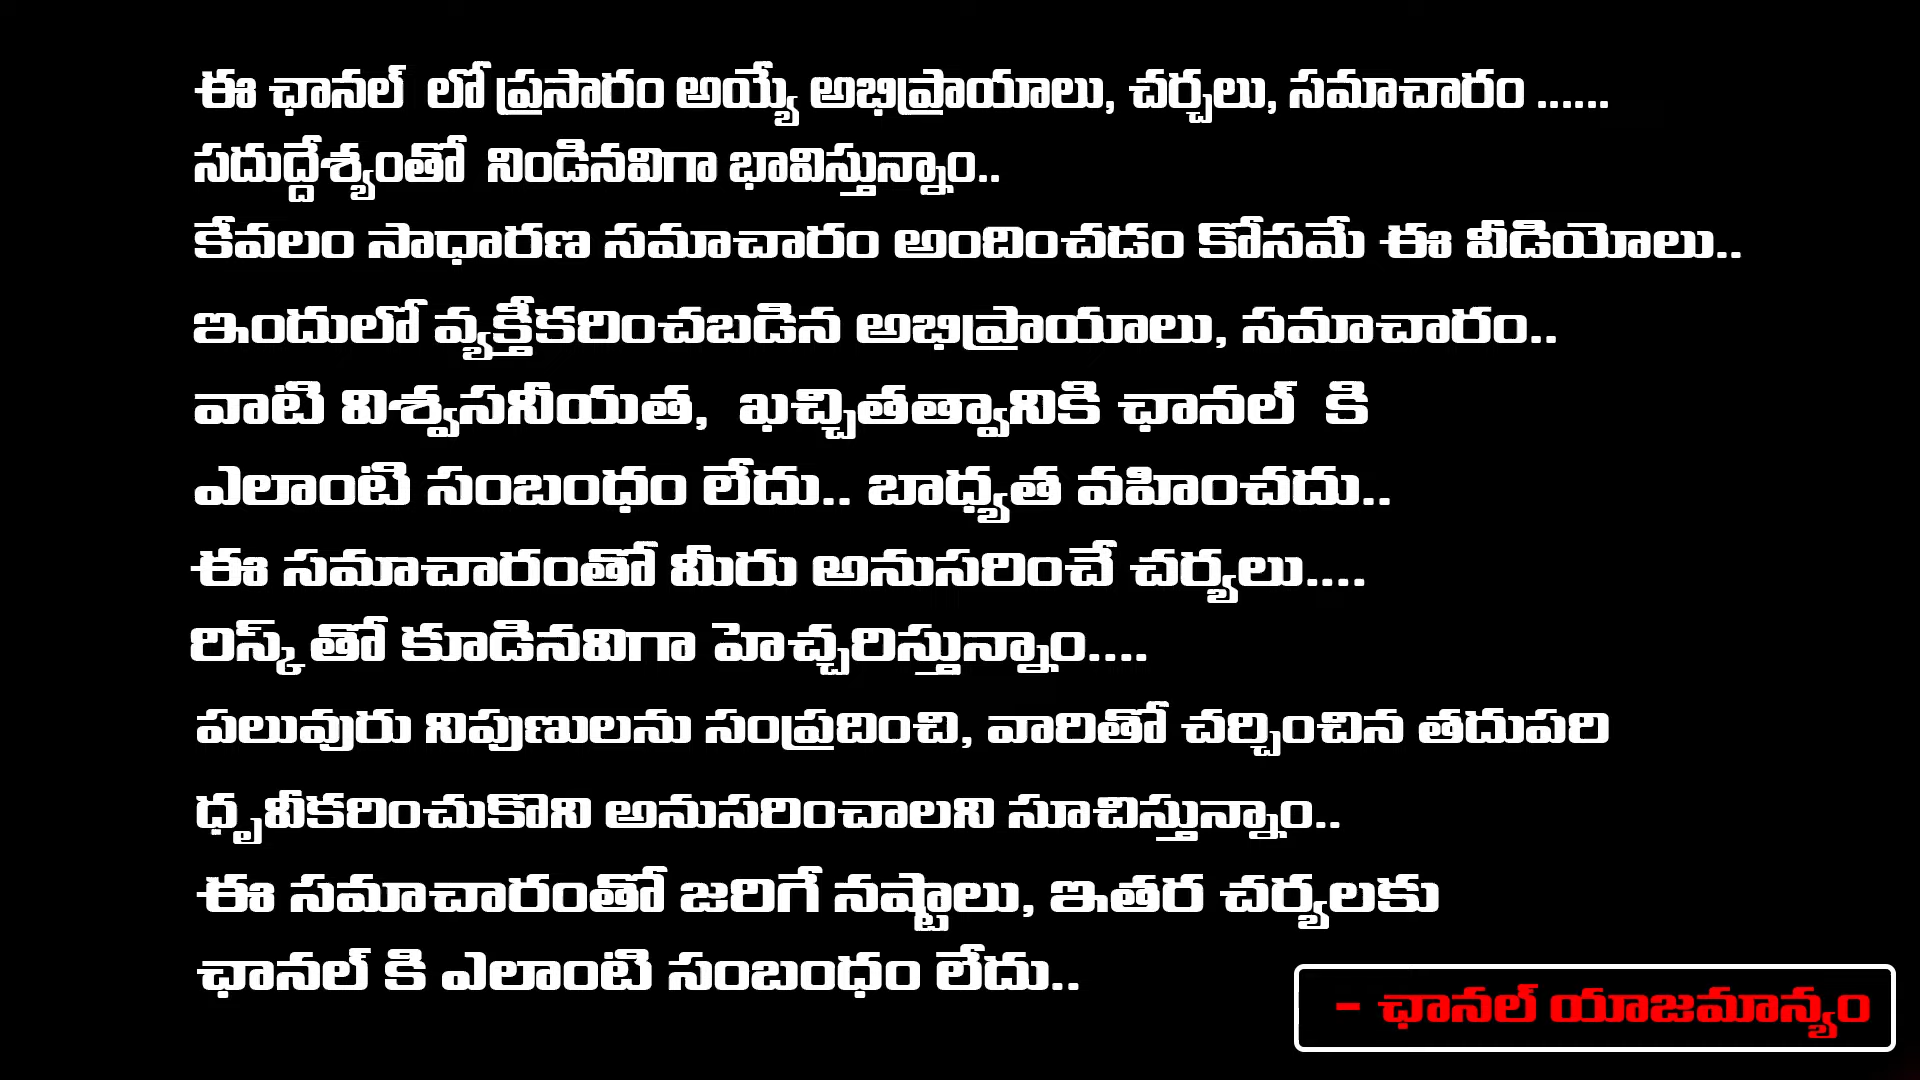 ఈ ఛానల్ లో ప్రసారం అయ్యే అభిప్రాయాలు, చర్చలు, సమాచారం ......
సదుద్దేశ్యంతో నిండినవిగా భావిస్తున్నాం..
కేవలం సాధారణ సమాచారం అందించడం కోసమే ఈ వీడియోలు..
ఇందులో వ్యక్తీకరించబడిన అభిప్రాయాలు, సమాచారం..
వాటి విశ్వసనీయత, ఖచ్చితత్వానికి ఛానల్ కి
ఎలాంటి సంబంధం లేదు.. బాధ్యత వహించదు..
ఈ సమాచారంతో మీరు అనుసరించే చర్యలు....
రిస్క్ తో కూడినవిగా హెచ్చరిస్తున్నాం....
పలువురు నిపుణులను సంప్రదించి, వారితో చర్చించిన తదుపరి
ధృవీకరించుకొని అనుసరించాలని సూచిస్తున్నాం..
ఈ సమాచారంతో జరిగే నష్టాలు, ఇతర చర్యలకు
ఛానల్ కి ఎలాంటి సంబంధం లేదు..
- ఛానల్ యాజమాన్యం